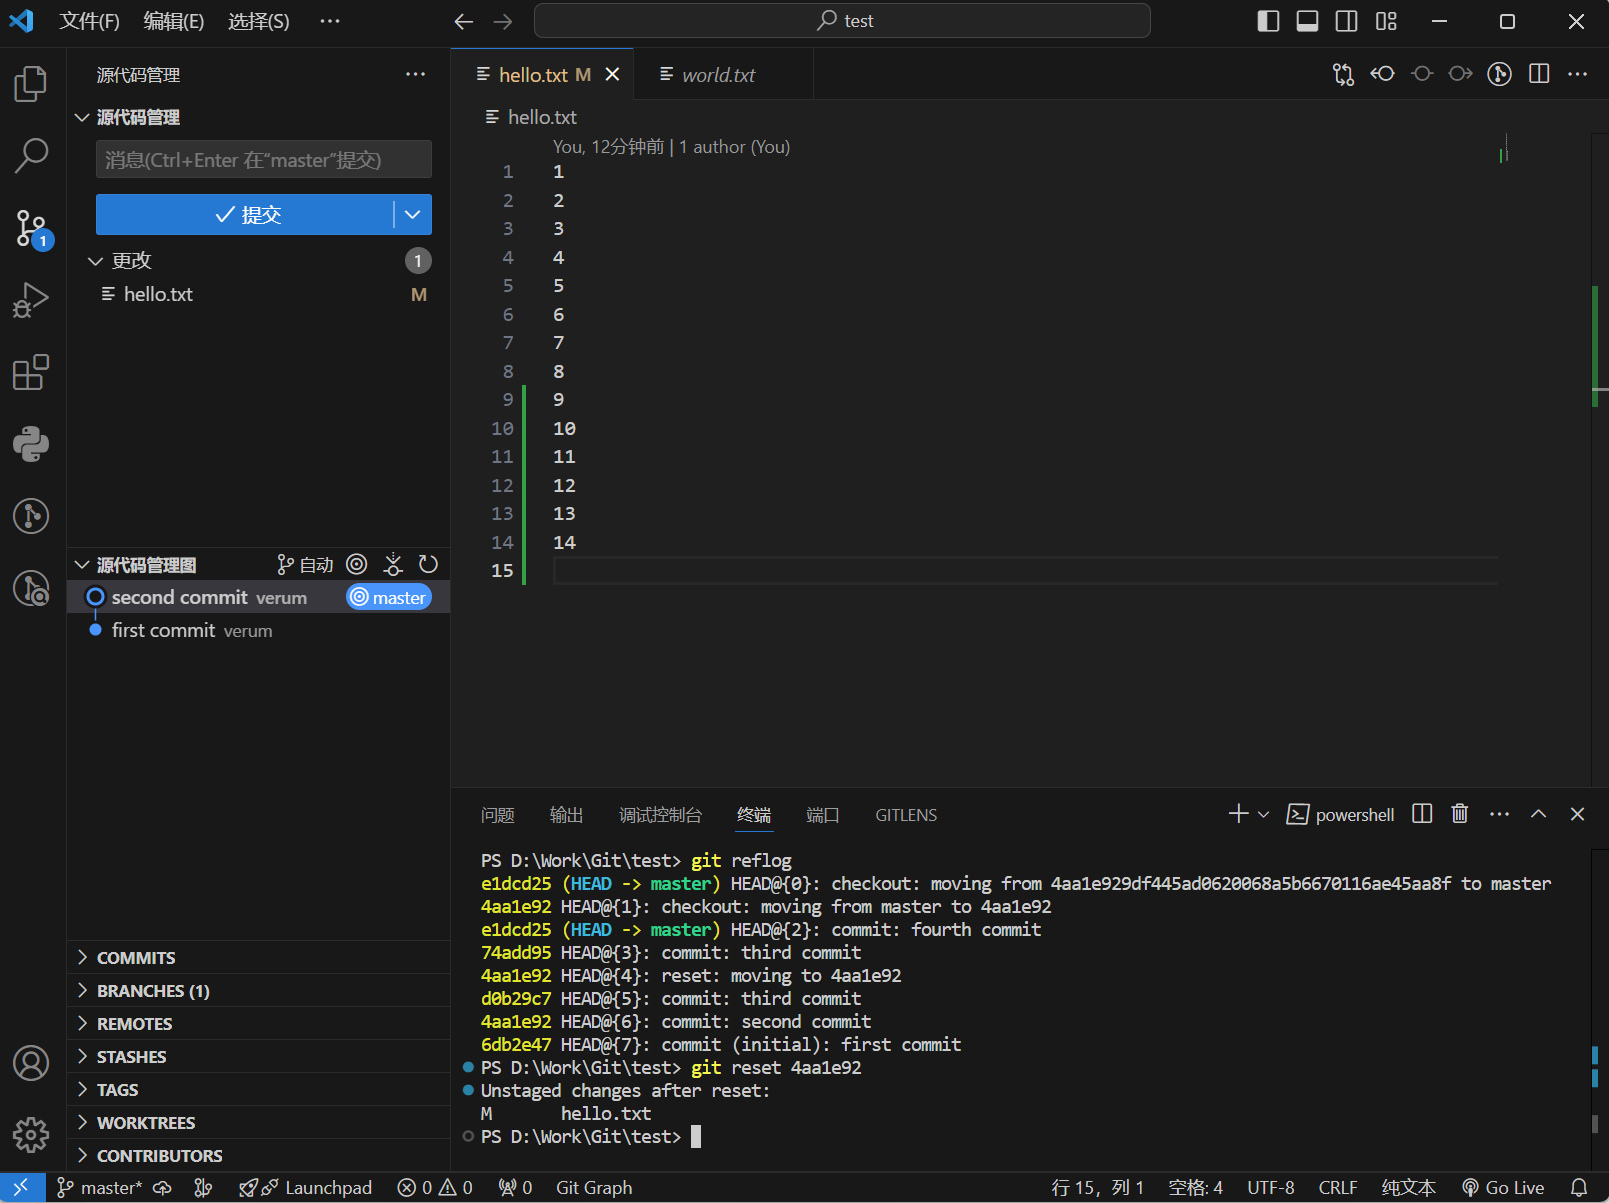 文件(F) 编辑(E) 选择(S) ··· test
源代码管理 ···
源代码管理
消息(Ctrl+Enter 在“master”提交)
提交
更改 1
hello.txt M
源代码管理图 自动
second commit verum master
first commit verum
COMMITS
BRANCHES (1)
REMOTES
STASHES
TAGS
WORKTREES
CONTRIBUTORS
1
hello.txt M world.txt
hello.txt
You, 12分钟前 | 1 author (You)
1 1
2 2
3 3
4 4
5 5
6 6
7 7
8 8
9 9
10 10
11 11
12 12
13 13
14 14
15
问题 输出 调试控制台 终端 端口 GITLENS powershell
PS D:\Work\Git\test> git reflog
e1dcd25 (HEAD -> master) HEAD@{0}: checkout: moving from 4aa1e929df445ad0620068a5b6670116ae45aa8f to master
4aa1e92 HEAD@{1}: checkout: moving from master to 4aa1e92
e1dcd25 (HEAD -> master) HEAD@{2}: commit: fourth commit
74add95 HEAD@{3}: commit: third commit
4aa1e92 HEAD@{4}: reset: moving to 4aa1e92
d0b29c7 HEAD@{5}: commit: third commit
4aa1e92 HEAD@{6}: commit: second commit
6db2e47 HEAD@{7}: commit (initial): first commit
PS D:\Work\Git\test> git reset 4aa1e92
Unstaged changes after reset:
M hello.txt
PS D:\Work\Git\test>
master* Launchpad 0 0 0 Git Graph 行 15，列 1 空格: 4 UTF-8 CRLF 纯文本 Go Live